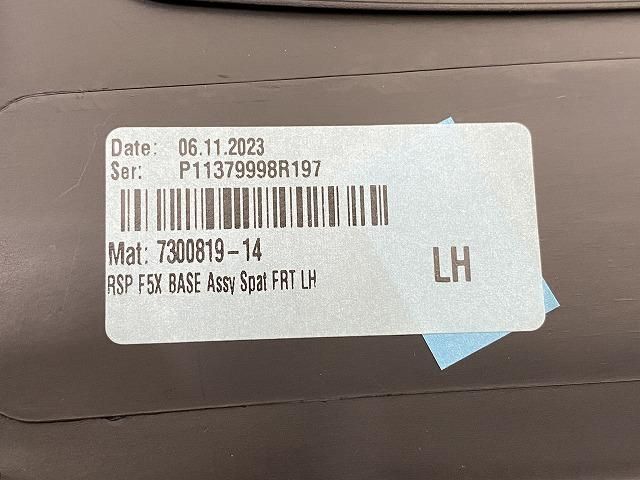 Date: 06.11.2023
Ser: P11379998R197
Mat: 7300819-14
RSP F5X BASE Assy Spat FRT LH
LH